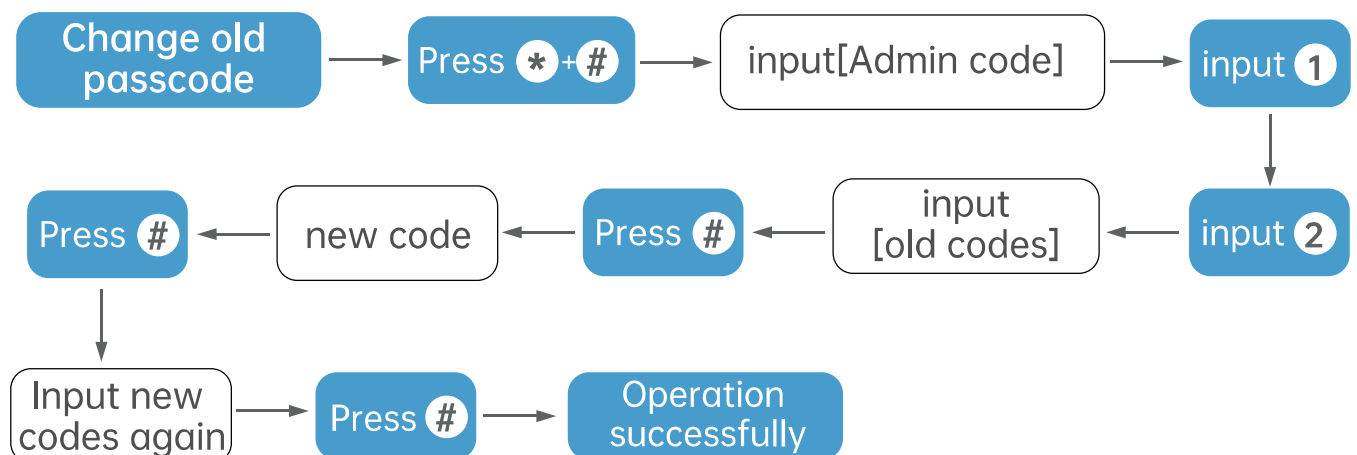 Change old
passcode
Press * + #
input[Admin code]
input 1
input 2
input
[old codes]
Press #
new code
Press #
Input new
codes again
Press #
Operation
successfully